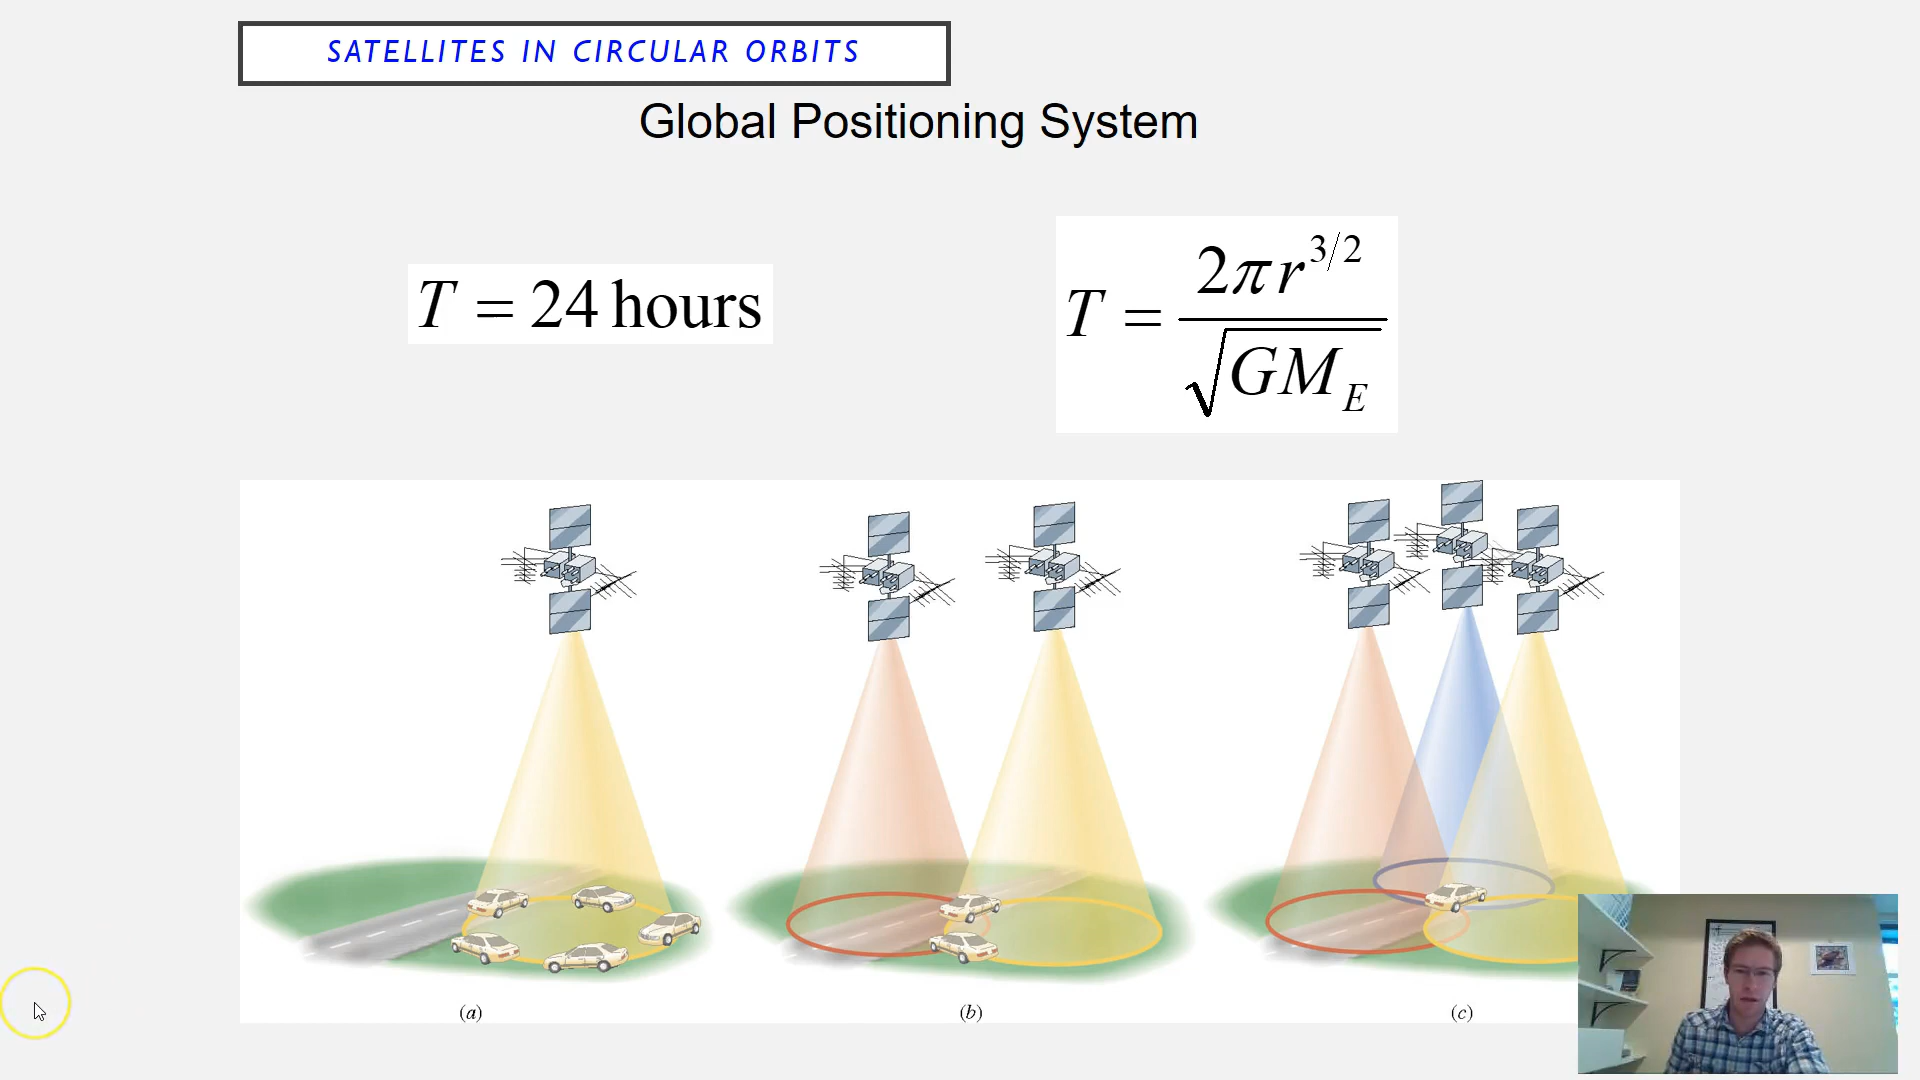 SATELLITES IN CIRCULAR ORBITS
Global Positioning System
T = 24 hours
T = 2πr^{3/2} / √(GM_E)
(a)
(b)
(c)